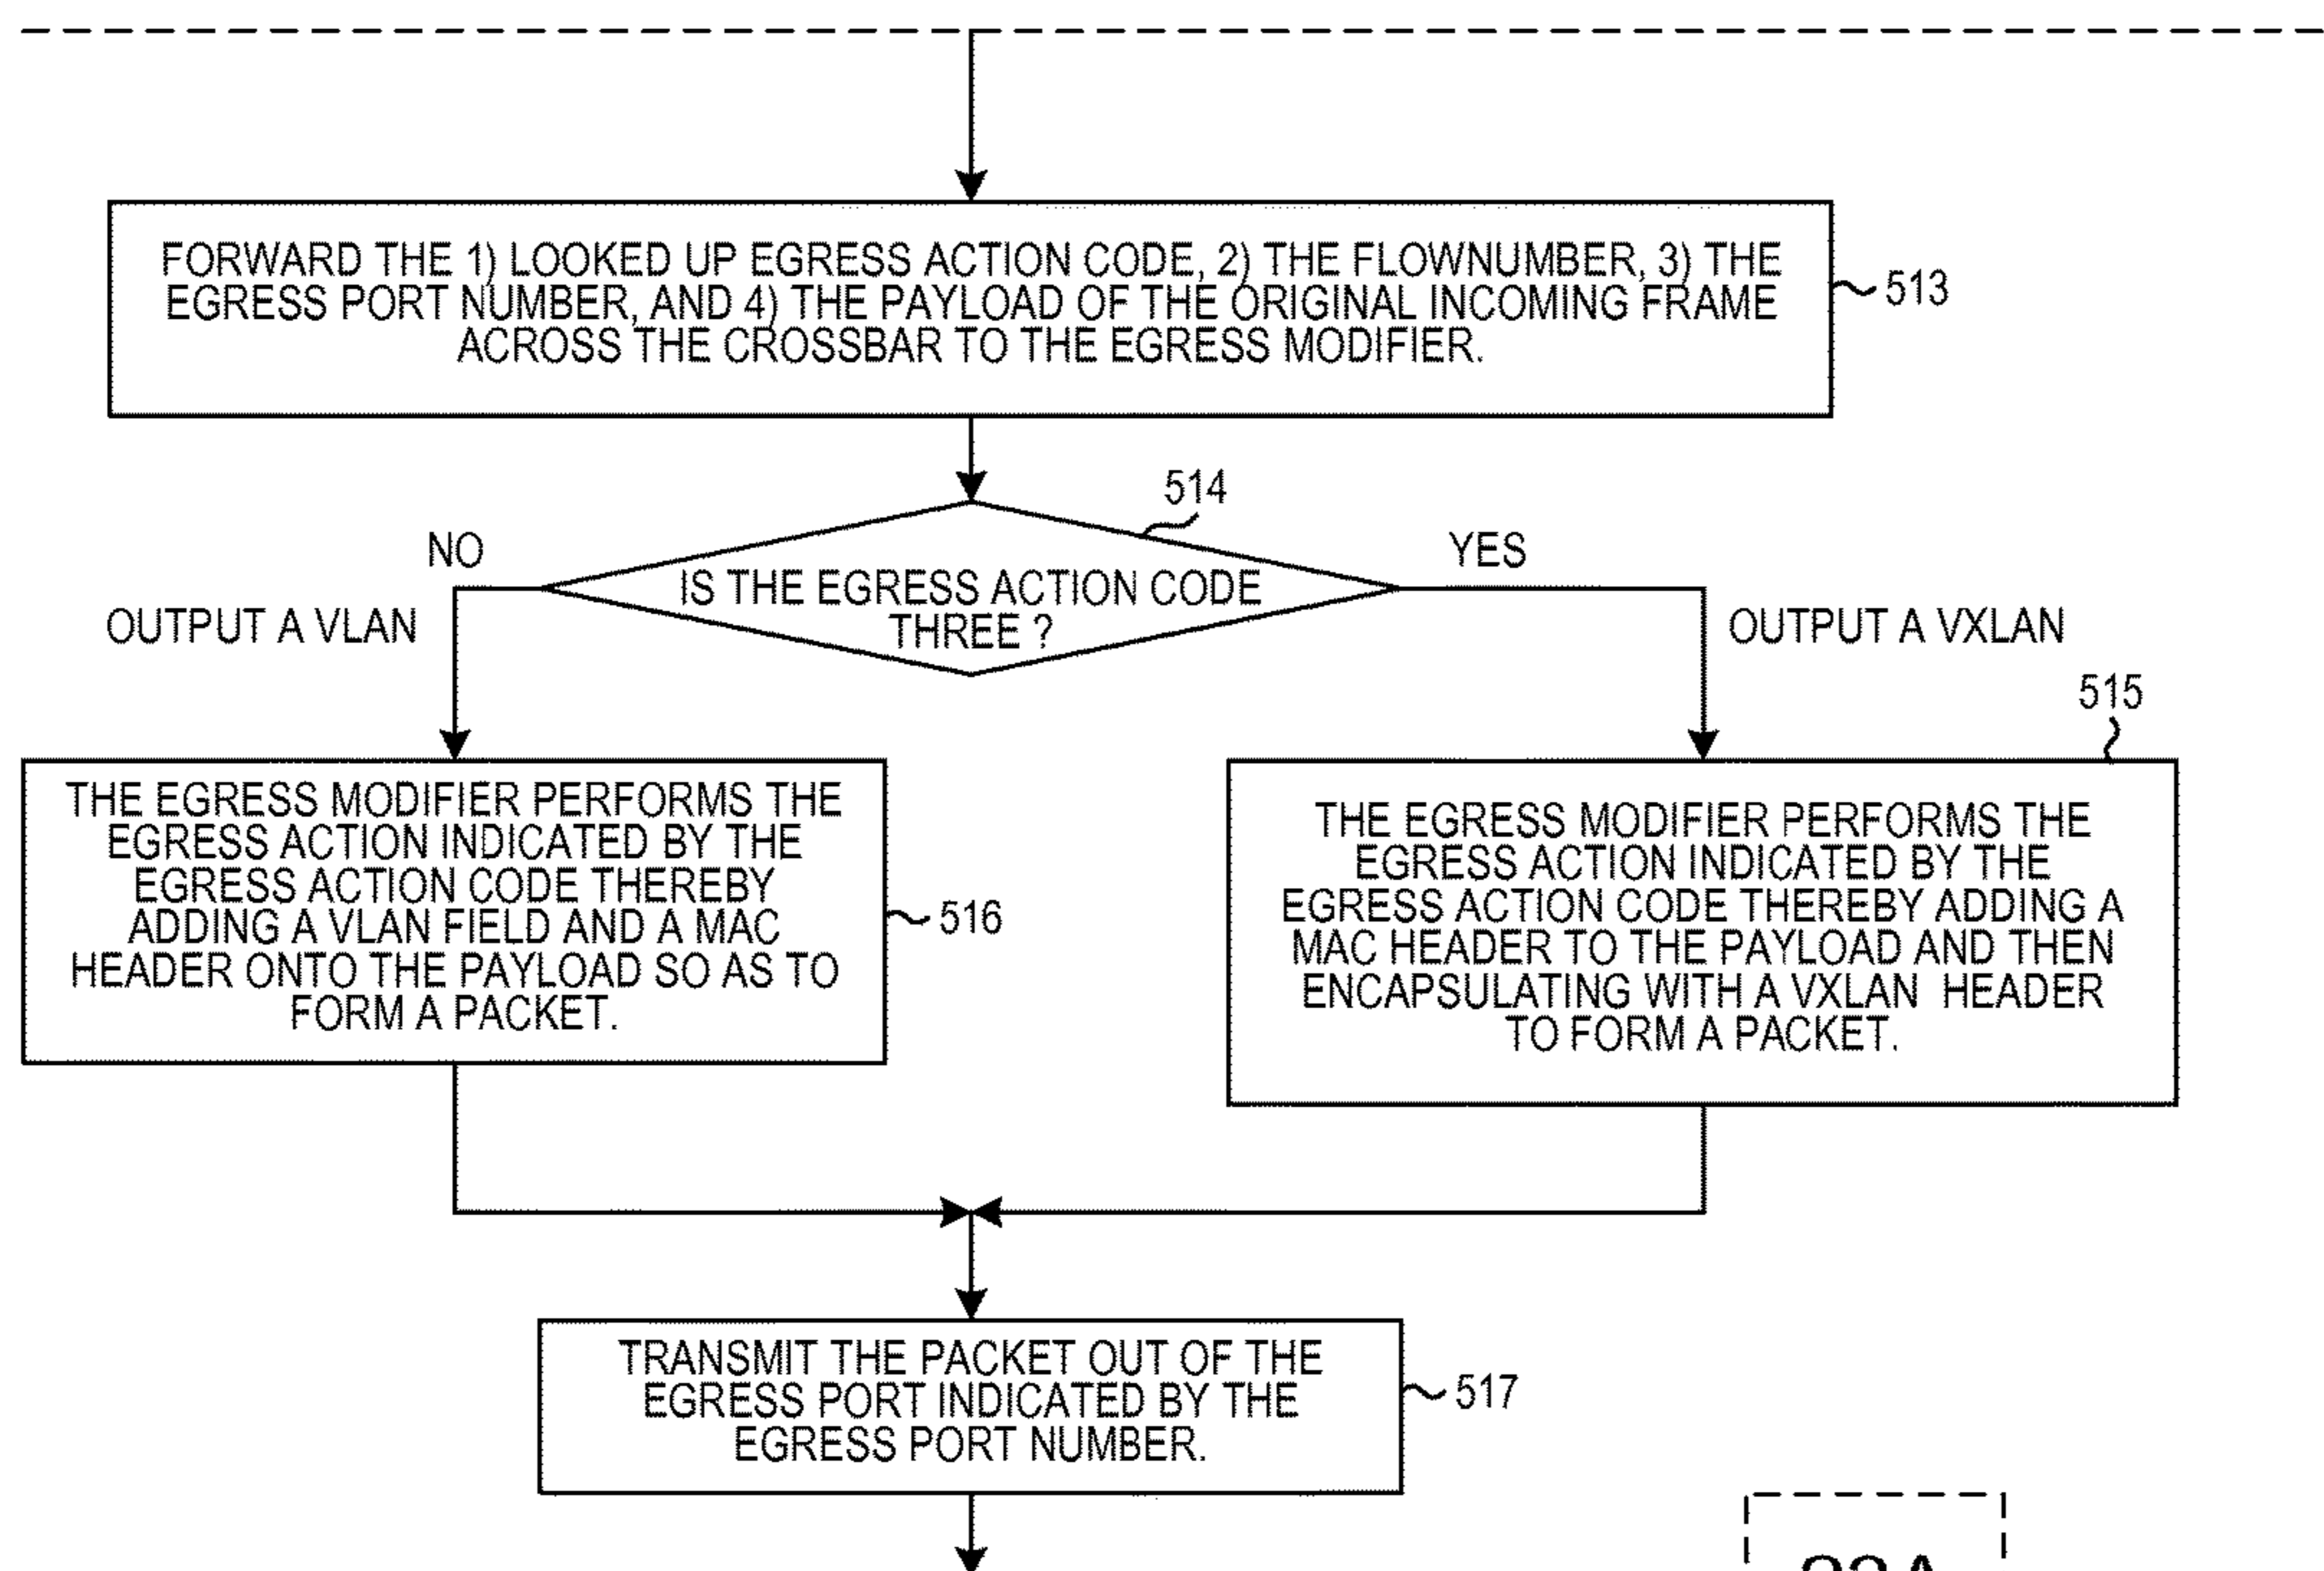 FORWARD THE 1) LOOKED UP EGRESS ACTION CODE, 2) THE FLOWNUMBER, 3) THE
EGRESS PORT NUMBER, AND 4) THE PAYLOAD OF THE ORIGINAL INCOMING FRAME
ACROSS THE CROSSBAR TO THE EGRESS MODIFIER.
513
514
NO
YES
IS THE EGRESS ACTION CODE
THREE ?
OUTPUT A VLAN
OUTPUT A VXLAN
515
THE EGRESS MODIFIER PERFORMS THE
EGRESS ACTION INDICATED BY THE
EGRESS ACTION CODE THEREBY
ADDING A VLAN FIELD AND A MAC
HEADER ONTO THE PAYLOAD SO AS TO
FORM A PACKET.
516
THE EGRESS MODIFIER PERFORMS THE
EGRESS ACTION INDICATED BY THE
EGRESS ACTION CODE THEREBY ADDING A
MAC HEADER TO THE PAYLOAD AND THEN
ENCAPSULATING WITH A VXLAN HEADER
TO FORM A PACKET.
TRANSMIT THE PACKET OUT OF THE
EGRESS PORT INDICATED BY THE
EGRESS PORT NUMBER.
517